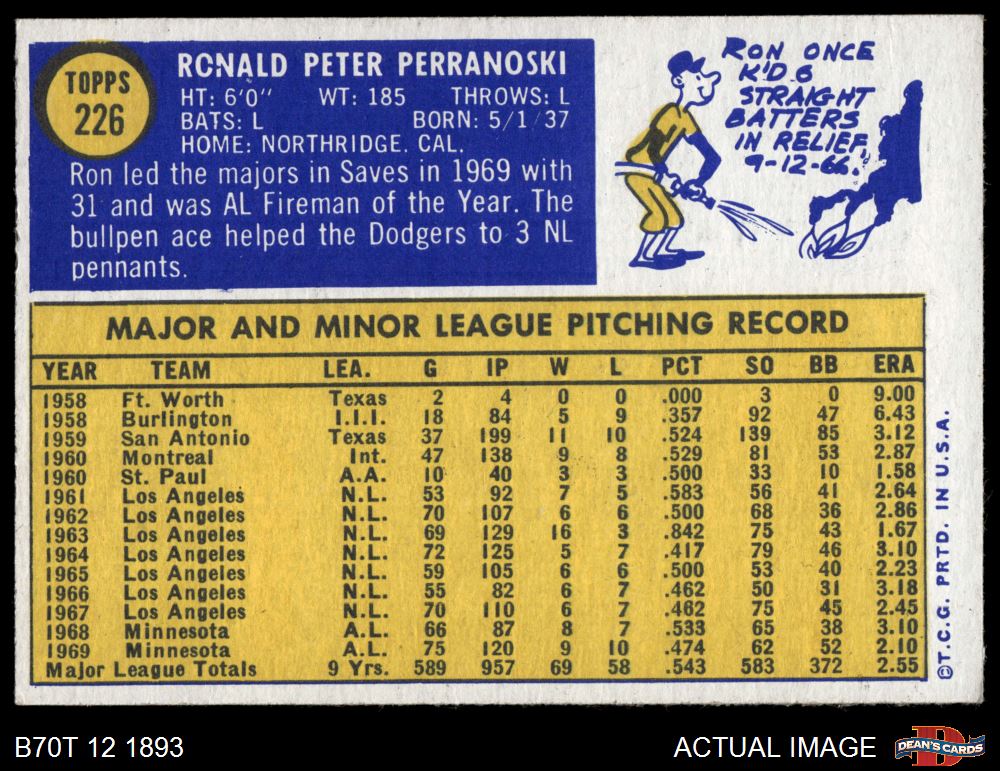 TOPPS
226
RONALD PETER PERRANOSKI
HT: 6'0" WT: 185 THROWS: L
BATS: L BORN: 5/1/37
HOME: NORTHRIDGE, CAL.
Ron led the majors in Saves in 1969 with
31 and was AL Fireman of the Year. The
bullpen ace helped the Dodgers to 3 NL
pennants.
RON ONCE
K'D 6
STRAIGHT
BATTERS
IN RELIEF,
9-12-66.
MAJOR AND MINOR LEAGUE PITCHING RECORD
YEAR TEAM LEA. G IP W L PCT SO BB ERA
1958 Ft. Worth Texas 2 4 0 0 .000 3 0 9.00
1958 Burlington I.I.I. 18 84 5 9 .357 92 47 6.43
1959 San Antonio Texas 37 199 11 10 .524 139 85 3.12
1960 Montreal Int. 47 138 9 8 .529 81 53 2.87
1960 St. Paul A.A. 10 40 3 3 .500 33 10 1.58
1961 Los Angeles N.L. 53 92 7 5 .583 56 41 2.64
1962 Los Angeles N.L. 70 107 6 6 .500 68 36 2.86
1963 Los Angeles N.L. 69 129 16 3 .842 75 43 1.67
1964 Los Angeles N.L. 72 125 5 7 .417 79 46 3.10
1965 Los Angeles N.L. 59 105 6 6 .500 53 40 2.23
1966 Los Angeles N.L. 55 82 6 7 .462 50 31 3.18
1967 Los Angeles N.L. 70 110 6 7 .462 75 45 2.45
1968 Minnesota A.L. 66 87 8 7 .533 65 38 3.10
1969 Minnesota A.L. 75 120 9 10 .474 62 52 2.10
Major League Totals 9 Yrs. 589 957 69 58 .543 583 372 2.55
©T.C.G. PRTD. IN U.S.A.
B70T 12 1893
ACTUAL IMAGE
D
DEAN'S CARDS